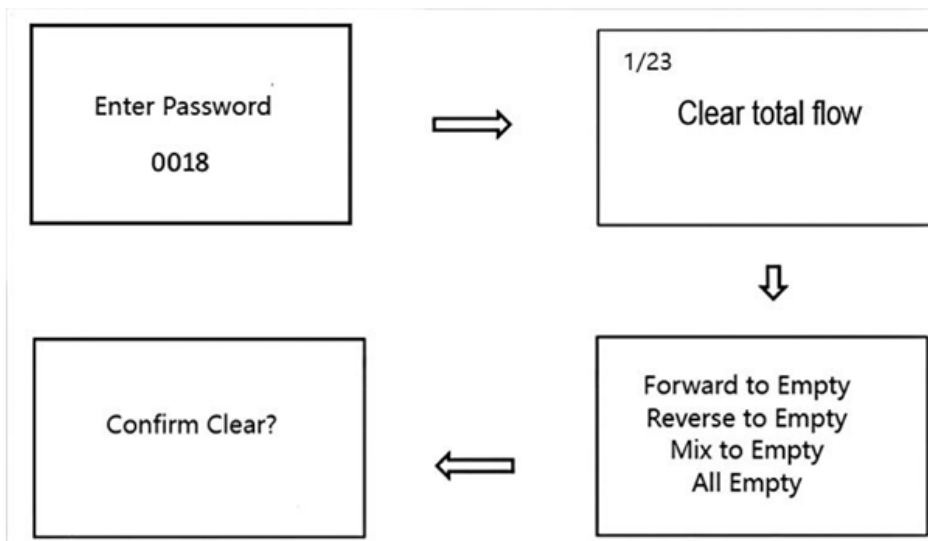 Enter Password
0018
1/23
Clear total flow
Forward to Empty
Reverse to Empty
Mix to Empty
All Empty
Confirm Clear?